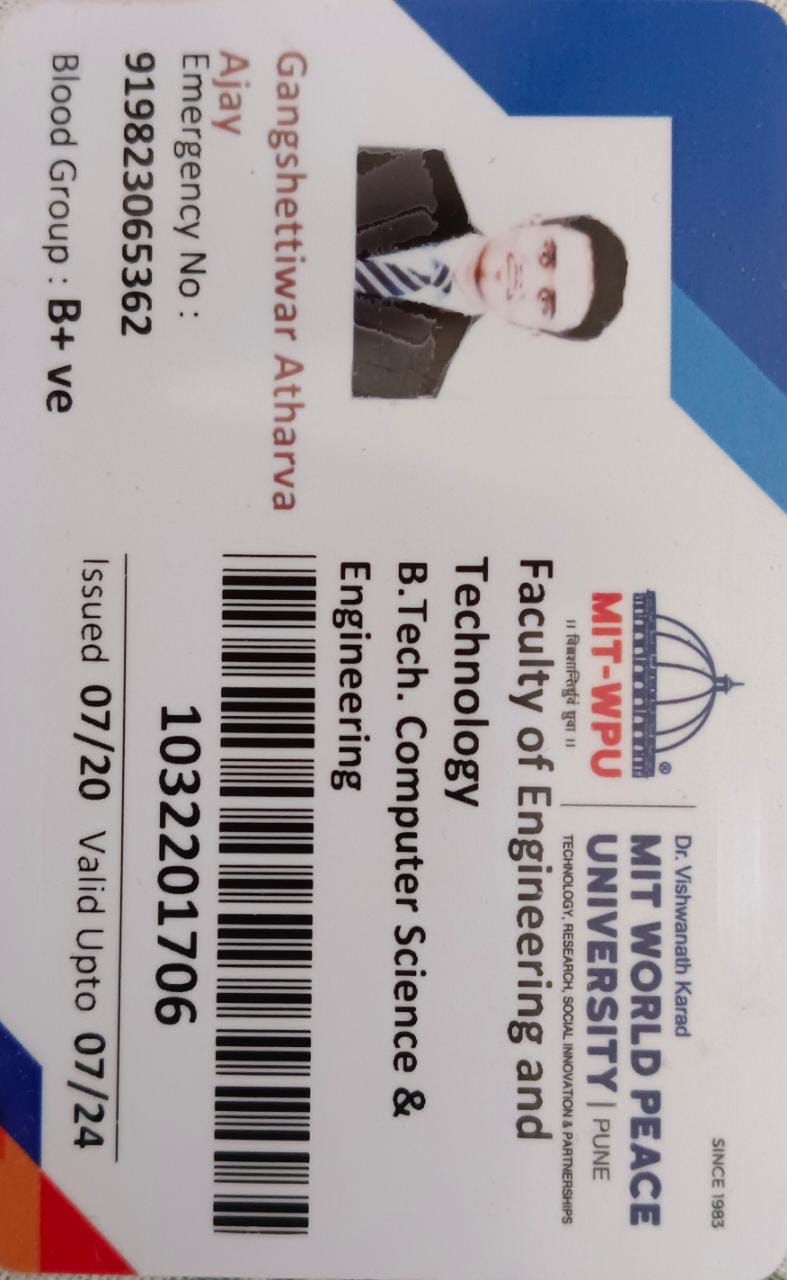 SINCE 1983
Dr. Vishwanath Karad
MIT WORLD PEACE
UNIVERSITY | PUNE
TECHNOLOGY, RESEARCH, SOCIAL INNOVATION & PARTNERSHIPS
®
MIT-WPU
॥ विश्वशान्तिर्ध्रुवं ध्रुवा ॥
Faculty of Engineering and
Technology
B.Tech. Computer Science &
Engineering
1032201706
Issued 07/20 Valid Upto 07/24
Gangshettiwar Atharva
Ajay
Emergency No :
919823065362
Blood Group : B+ ve